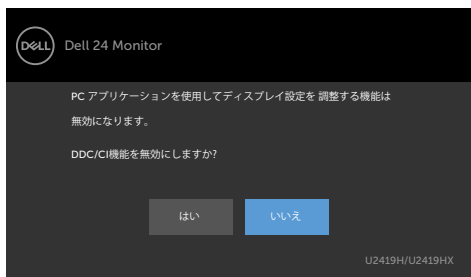 DELL Dell 24 Monitor
PC アプリケーションを使用してディスプレイ設定を 調整する機能は
無効になります。
DDC/CI機能を無効にしますか?
はい いいえ
U2419H/U2419HX